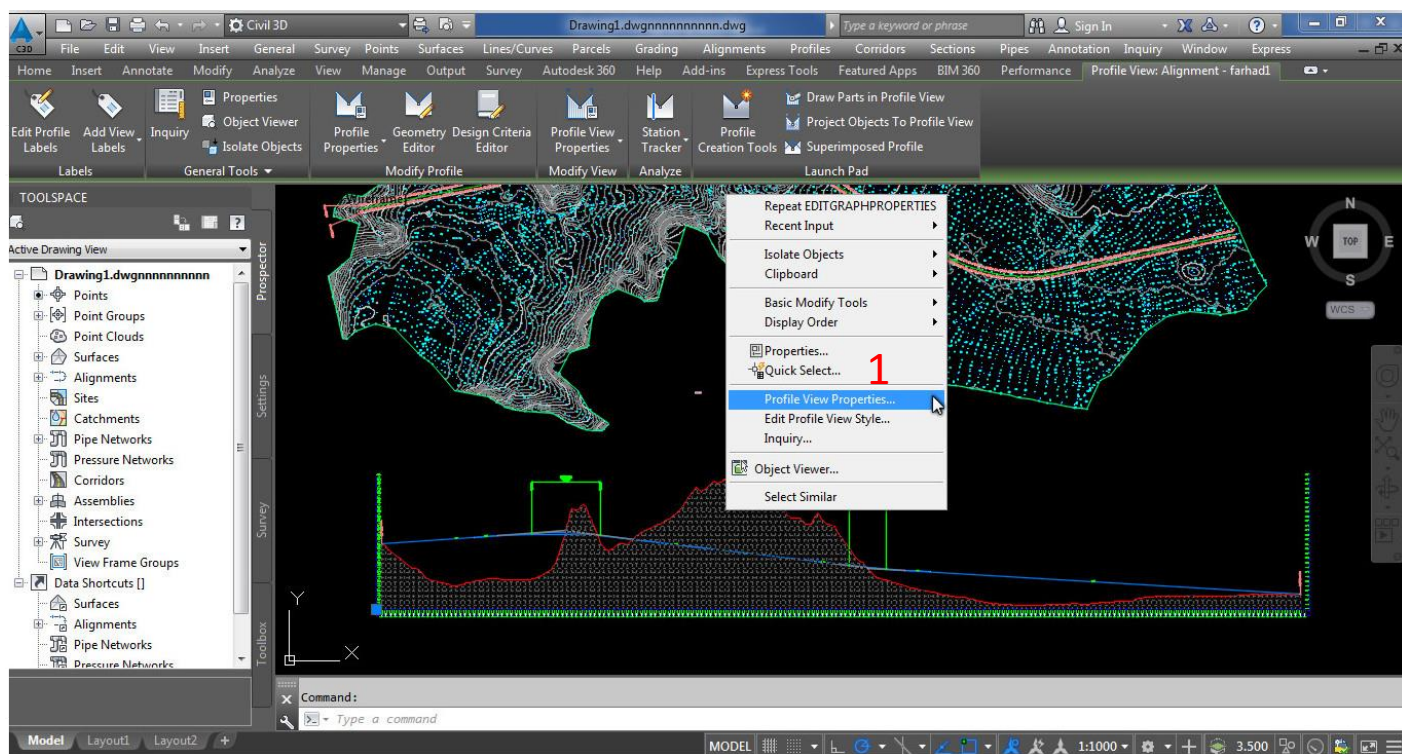 Civil 3D
Drawing1.dwgnnnnnnnnnn.dwg
Type a keyword or phrase
Sign In
C3D
File Edit View Insert General Survey Points Surfaces Lines/Curves Parcels Grading Alignments Profiles Corridors Sections Pipes Annotation Inquiry Window Express
Home Insert Annotate Modify Analyze View Manage Output Survey Autodesk 360 Help Add-ins Express Tools Featured Apps BIM 360 Performance Profile View: Alignment - farhad1
Edit Profile Labels
Add View Labels
Inquiry
Properties
Object Viewer
Isolate Objects
Profile Properties
Geometry Editor
Design Criteria Editor
Profile View Properties
Station Tracker
Profile Creation Tools
Draw Parts in Profile View
Project Objects To Profile View
Superimposed Profile
Labels
General Tools
Modify Profile
Modify View
Analyze
Launch Pad
TOOLSPACE
Active Drawing View
Drawing1.dwgnnnnnnnnnn
Points
Point Groups
Point Clouds
Surfaces
Alignments
Sites
Catchments
Pipe Networks
Pressure Networks
Corridors
Assemblies
Intersections
Survey
View Frame Groups
Data Shortcuts []
Surfaces
Alignments
Pipe Networks
Pressure Networks
Prospector
Settings
Survey
Toolbox
Repeat EDITGRAPHPROPERTIES
Recent Input
Isolate Objects
Clipboard
Basic Modify Tools
Display Order
Properties...
Quick Select...
1
Profile View Properties...
Edit Profile View Style...
Inquiry...
Object Viewer...
Select Similar
N
W TOP E
S
WCS
Y
X
Command:
Type a command
Model Layout1 Layout2 +
MODEL 1:1000 3.500